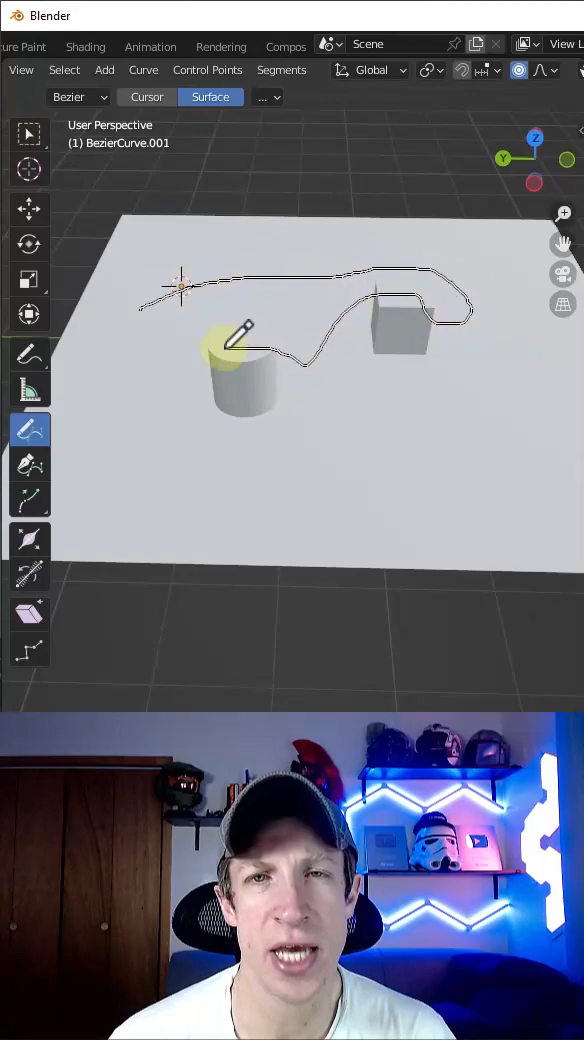 Blender
ure Paint Shading Animation Rendering Compos Scene View L
View Select Add Curve Control Points Segments Global
Bezier Cursor Surface ...
User Perspective
(1) BezierCurve.001
Z
Y